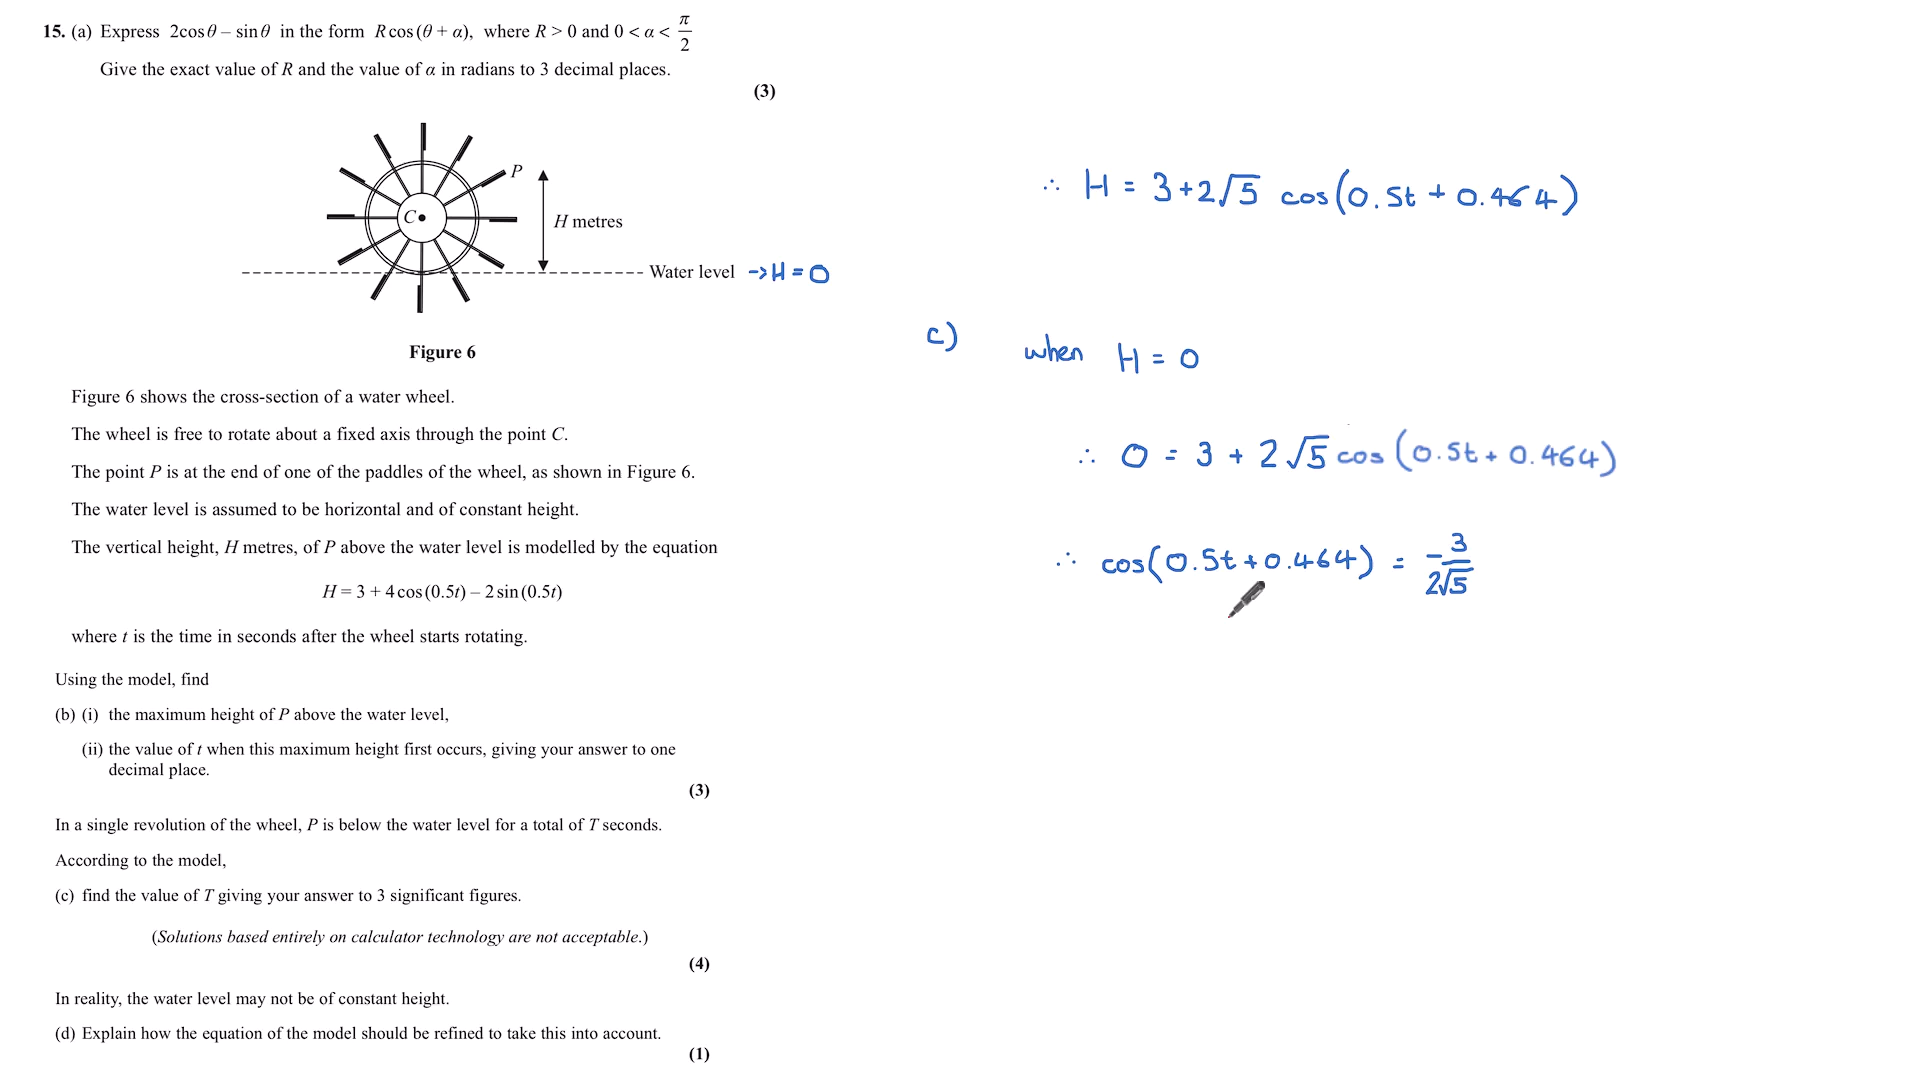 15. (a) Express 2cosθ – sinθ in the form Rcos(θ + α), where R > 0 and 0 < α < π/2
Give the exact value of R and the value of α in radians to 3 decimal places.
(3)
P
C
H metres
Water level → H = 0
Figure 6
Figure 6 shows the cross-section of a water wheel.
The wheel is free to rotate about a fixed axis through the point C.
The point P is at the end of one of the paddles of the wheel, as shown in Figure 6.
The water level is assumed to be horizontal and of constant height.
The vertical height, H metres, of P above the water level is modelled by the equation
H = 3 + 4cos(0.5t) – 2sin(0.5t)
where t is the time in seconds after the wheel starts rotating.
Using the model, find
(b) (i) the maximum height of P above the water level,
(ii) the value of t when this maximum height first occurs, giving your answer to one
decimal place.
(3)
In a single revolution of the wheel, P is below the water level for a total of T seconds.
According to the model,
(c) find the value of T giving your answer to 3 significant figures.
(Solutions based entirely on calculator technology are not acceptable.)
(4)
In reality, the water level may not be of constant height.
(d) Explain how the equation of the model should be refined to take this into account.
(1)
∴ H = 3+2√5 cos(0.5t + 0.464)
c) when H = 0
∴ 0 = 3 + 2√5 cos(0.5t + 0.464)
∴ cos(0.5t + 0.464) = -3/2√5